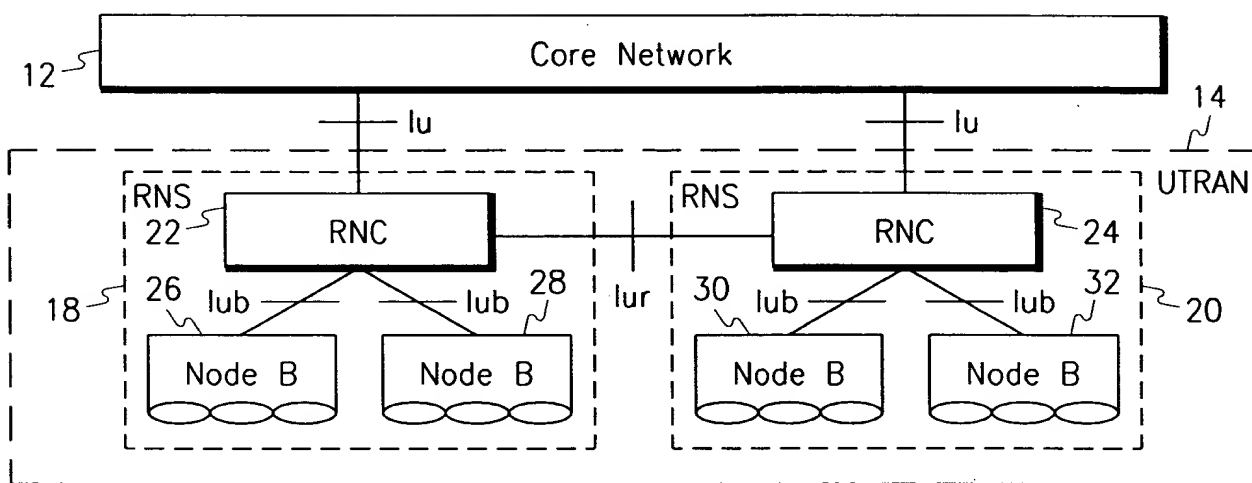 Core Network
12
Iu
Iu
14
UTRAN
RNS
RNS
22
RNC
RNC
24
18
26
Iub
Iub
28
Iur
30
Iub
Iub
32
20
Node B
Node B
Node B
Node B